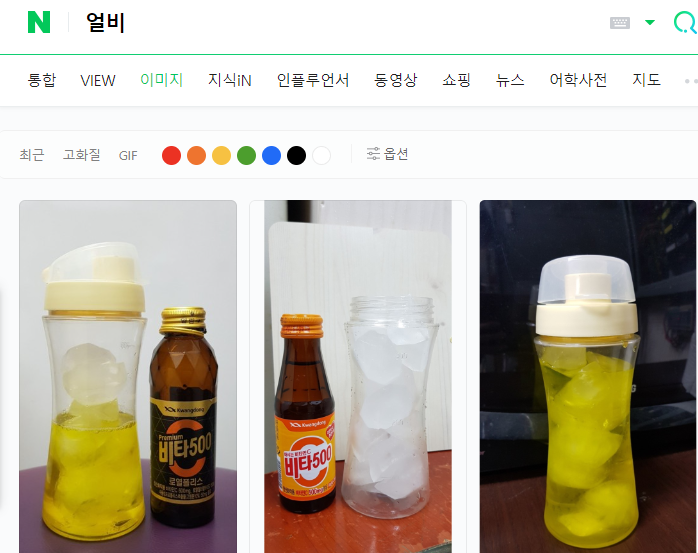 N 얼비
통합 VIEW 이미지 지식iN 인플루언서 동영상 쇼핑 뉴스 어학사전 지도
최근 고화질 GIF 옵션
Kwangdong
Premium
비타500
로열폴리스
Kwangdong
비타500